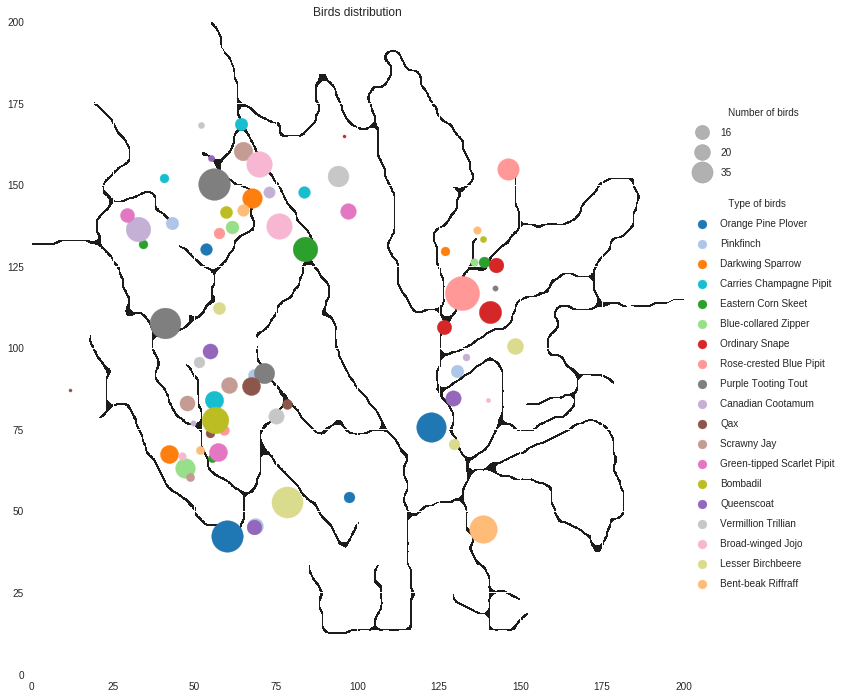 Birds distribution
200
175
150
125
100
75
50
25
0
0
25
50
75
100
125
150
175
200
Number of birds
16
20
35
Type of birds
Orange Pine Plover
Pinkfinch
Darkwing Sparrow
Carries Champagne Pipit
Eastern Corn Skeet
Blue-collared Zipper
Ordinary Snape
Rose-crested Blue Pipit
Purple Tooting Tout
Canadian Cootamum
Qax
Scrawny Jay
Green-tipped Scarlet Pipit
Bombadil
Queenscoat
Vermillion Trillian
Broad-winged Jojo
Lesser Birchbeere
Bent-beak Riffraff